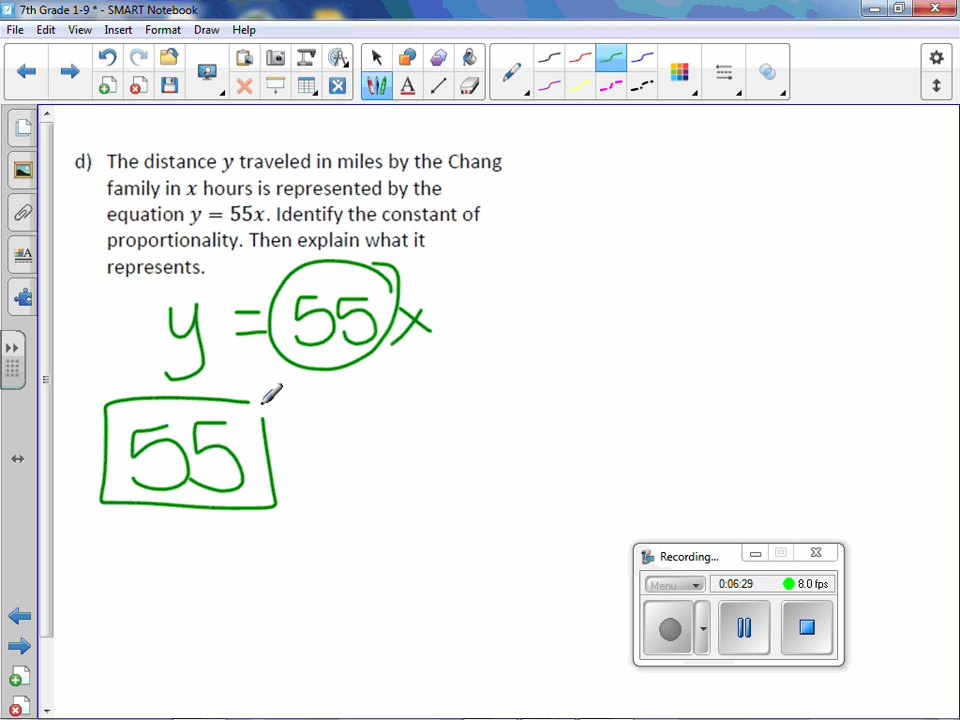 7th Grade 1-9 * - SMART Notebook
File Edit View Insert Format Draw Help
d) The distance y traveled in miles by the Chang
family in x hours is represented by the
equation y = 55x. Identify the constant of
proportionality. Then explain what it
represents.
y = 55x
55
Recording...
Menu 0:06:29 8.0 fps